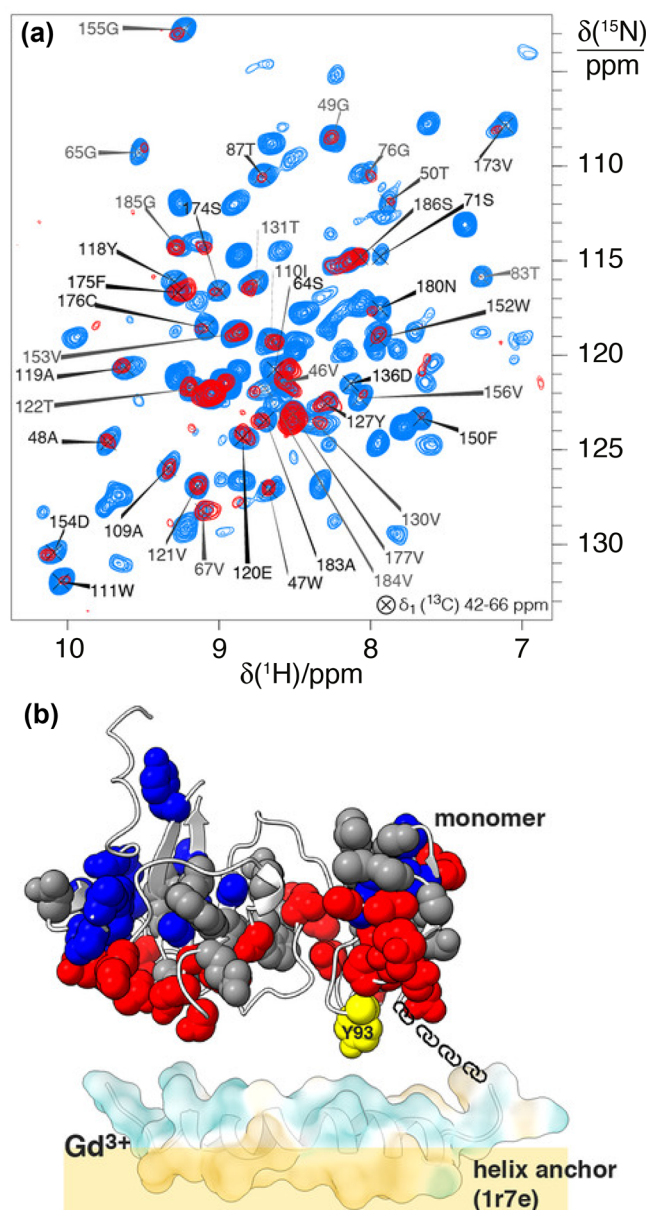 (a)
δ(¹⁵N)
ppm
155G
49G
65G
87T
76G
173V
50T
71S
185G
174S
186S
131T
118Y
110I
175F
64S
180N
83T
176C
152W
153V
46V
119A
136D
156V
122T
127Y
150F
48A
130V
109A
154D
121V
183A
177V
67V
120E
47W
184V
111W
⊗ δ₁ (¹³C) 42-66 ppm
110
115
120
125
130
10 9 8 7
δ(¹H)/ppm
(b)
monomer
Y93
Gd³⁺
helix anchor
(1r7e)